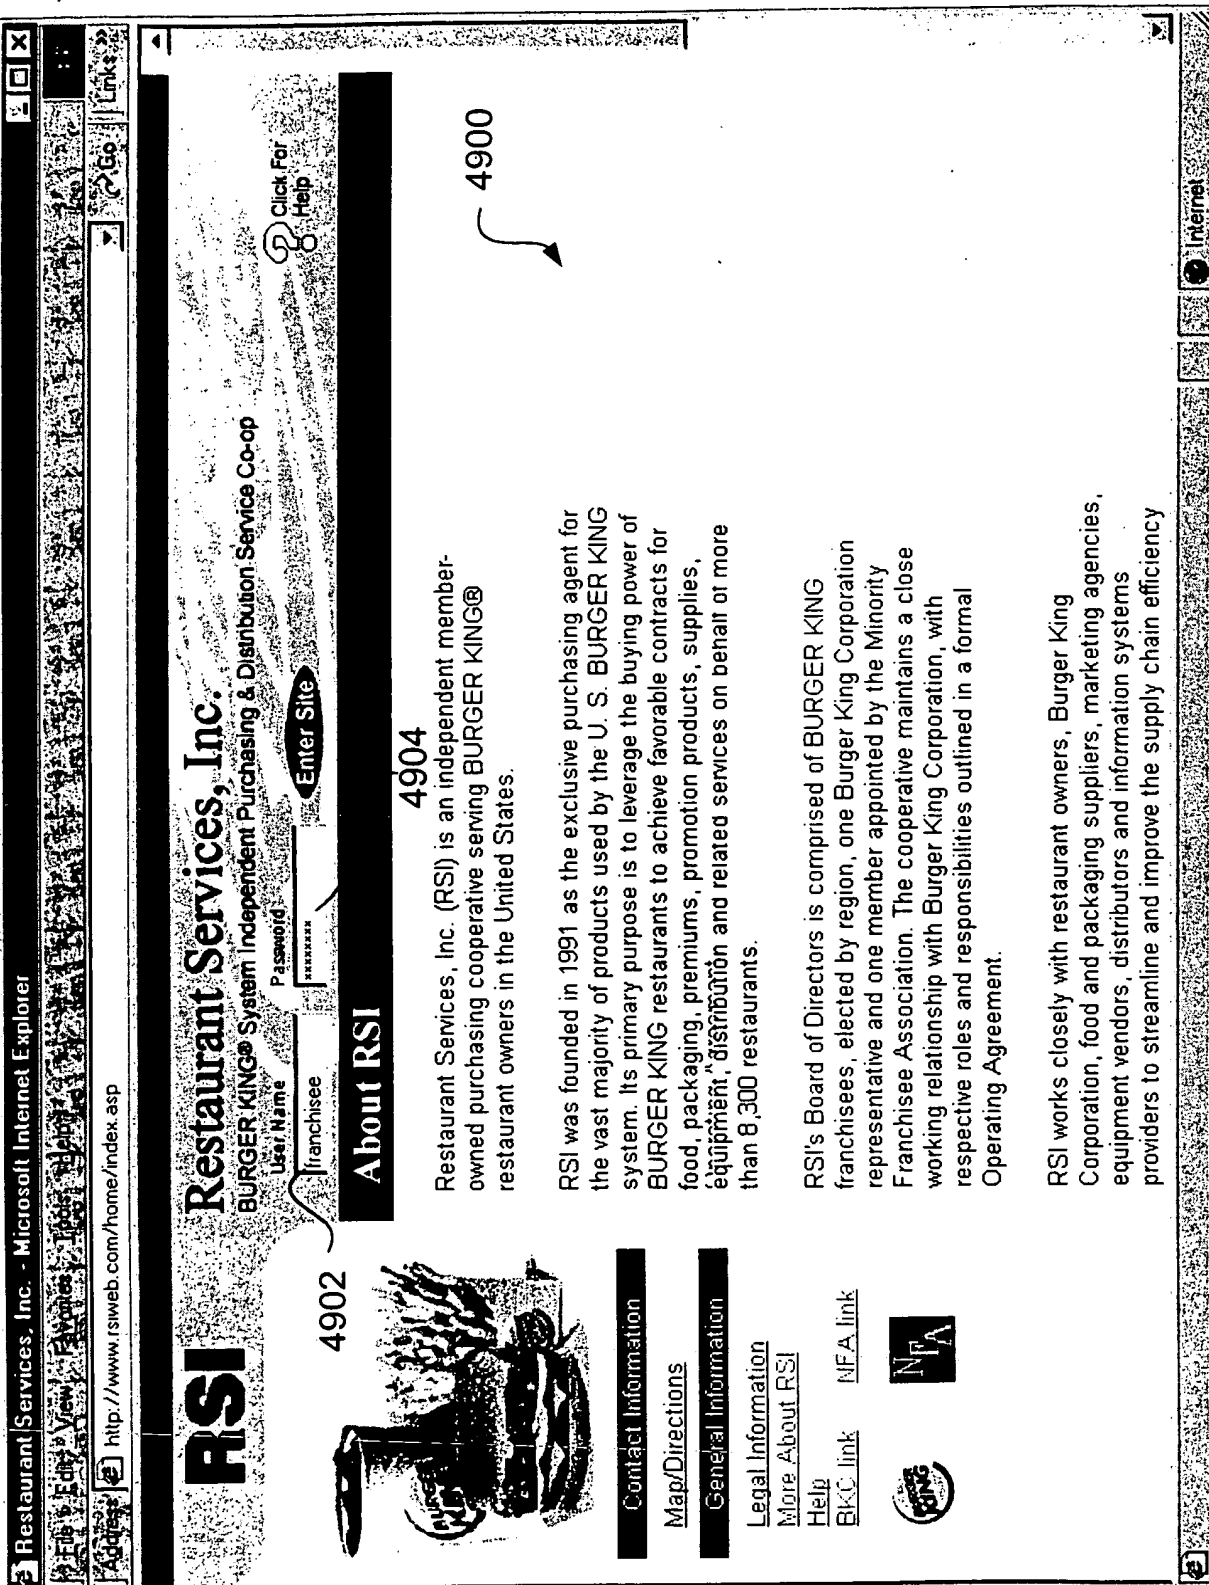 Restaurant Services, Inc. - Microsoft Internet Explorer
File Edit View Favorites Tools Help
Address http://www.rsiweb.com/home/index.asp Go Links »
RSI
Restaurant Services, Inc.
BURGER KING® System Independent Purchasing & Distribution Service Co-op
User Name Password
franchisee xxxxxxxx Enter Site
? Click For
Help
4902
4904
4900
About RSI
Restaurant Services, Inc. (RSI) is an independent member-
owned purchasing cooperative serving BURGER KING®
restaurant owners in the United States.
RSI was founded in 1991 as the exclusive purchasing agent for
the vast majority of products used by the U. S. BURGER KING
system. Its primary purpose is to leverage the buying power of
BURGER KING restaurants to achieve favorable contracts for
food, packaging, premiums, promotion products, supplies,
equipment, distribution and related services on behalf of more
than 8,300 restaurants.
RSI's Board of Directors is comprised of BURGER KING
franchisees, elected by region, one Burger King Corporation
representative and one member appointed by the Minority
Franchisee Association. The cooperative maintains a close
working relationship with Burger King Corporation, with
respective roles and responsibilities outlined in a formal
Operating Agreement.
RSI works closely with restaurant owners, Burger King
Corporation, food and packaging suppliers, marketing agencies,
equipment vendors, distributors and information systems
providers to streamline and improve the supply chain efficiency
Contact Information
Map/Directions
General Information
Legal Information
More About RSI
Help
BKC link NFA link
BURGER KING
NFA
Internet